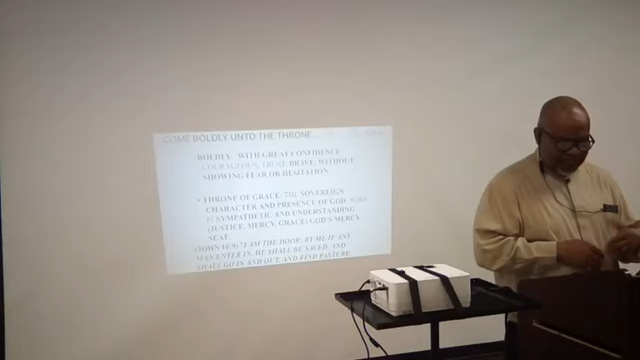 COME BOLDLY UNTO THE THRONE
BOLDLY: WITH GREAT CONFIDENCE
COURAGEOUS, TRUST, BRAVE, WITHOUT
SHOWING FEAR OR HESITATION
• THRONE OF GRACE: THE SOVEREIGN
CHARACTER AND PRESENCE OF GOD, WHO
IS SYMPATHETIC AND UNDERSTANDING
(JUSTICE, MERCY, GRACE) GOD'S MERCY
SEAT.
(JOHN 10:9) "I AM THE DOOR: BY ME IF ANY
MAN ENTER IN, HE SHALL BE SAVED, AND
SHALL GO IN AND OUT, AND FIND PASTURE